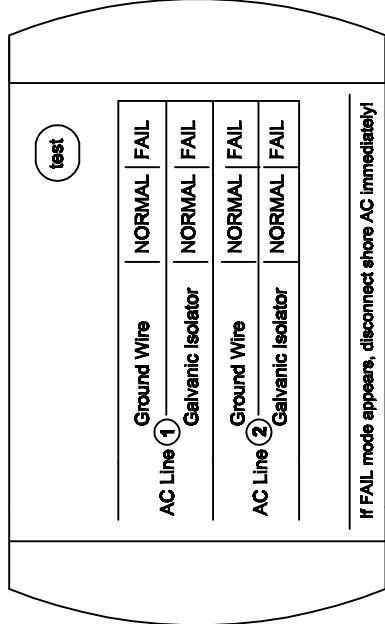 test
Ground Wire NORMAL FAIL
AC Line 1
Galvanic Isolator NORMAL FAIL
Ground Wire NORMAL FAIL
AC Line 2
Galvanic Isolator NORMAL FAIL
If FAIL mode appears, disconnect shore AC immediately!